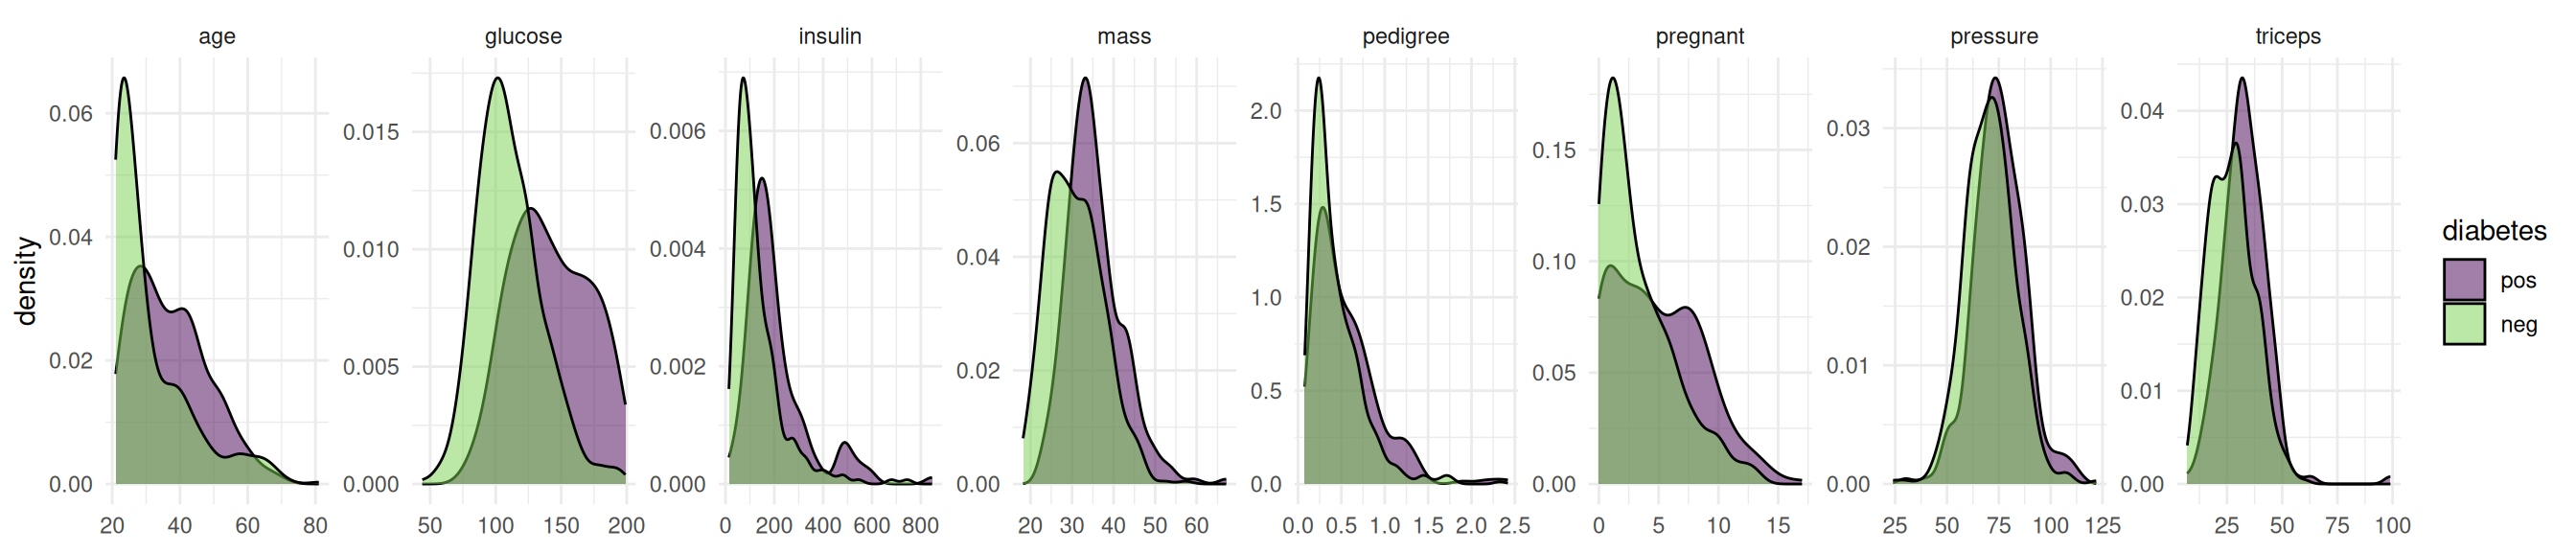 age glucose insulin mass pedigree pregnant pressure triceps
density
0.06 0.04 0.02 0.00
20 40 60 80
0.015 0.010 0.005 0.000
50 100 150 200
0.006 0.004 0.002 0.000
0 200 400 600 800
0.06 0.04 0.02 0.00
20 30 40 50 60
2.0 1.5 1.0 0.5 0.0
0.0 0.5 1.0 1.5 2.0 2.5
0.15 0.10 0.05 0.00
0 5 10 15
0.03 0.02 0.01 0.00
25 50 75 100 125
0.04 0.03 0.02 0.01 0.00
25 50 75 100
diabetes
pos
neg